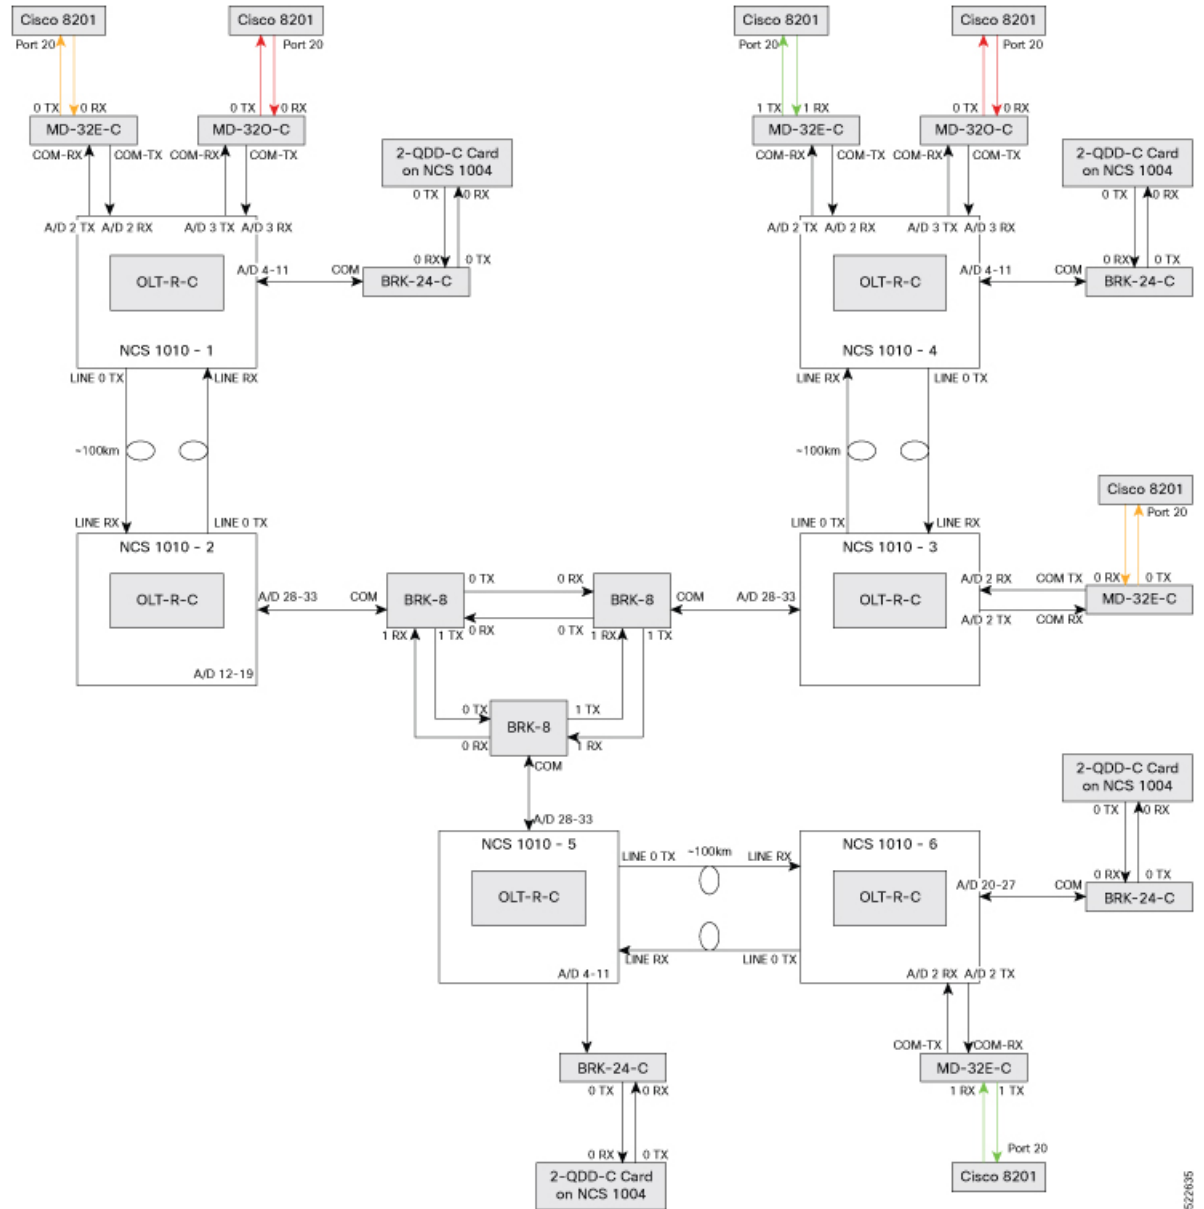 Cisco 8201
Port 20
Cisco 8201
Port 20
Cisco 8201
Port 20
Cisco 8201
Port 20
0 TX
0 RX
0 TX
0 RX
1 TX
1 RX
0 TX
0 RX
MD-32E-C
MD-32O-C
MD-32E-C
MD-32O-C
COM-RX
COM-TX
COM-RX
COM-TX
COM-RX
COM-TX
COM-RX
COM-TX
2-QDD-C Card
on NCS 1004
0 TX
0 RX
2-QDD-C Card
on NCS 1004
0 TX
0 RX
A/D 2 TX
A/D 2 RX
A/D 3 TX
A/D 3 RX
A/D 2 TX
A/D 2 RX
A/D 3 TX
A/D 3 RX
0 RX
0 TX
0 RX
0 TX
OLT-R-C
A/D 4-11
COM
BRK-24-C
OLT-R-C
A/D 4-11
COM
BRK-24-C
NCS 1010 - 1
NCS 1010 - 4
LINE 0 TX
LINE RX
LINE RX
LINE 0 TX
~100km
~100km
Cisco 8201
Port 20
LINE RX
LINE 0 TX
LINE 0 TX
LINE RX
NCS 1010 - 2
NCS 1010 - 3
OLT-R-C
A/D 28-33
COM
BRK-8
0 TX
0 RX
BRK-8
COM
A/D 28-33
OLT-R-C
A/D 2 RX
COM TX
0 RX
0 TX
MD-32E-C
A/D 2 TX
COM RX
0 RX
0 TX
1 RX
1 TX
1 RX
1 TX
A/D 12-19
0 TX
1 TX
BRK-8
0 RX
1 RX
COM
A/D 28-33
2-QDD-C Card
on NCS 1004
0 TX
0 RX
NCS 1010 - 5
LINE 0 TX
~100km
LINE RX
NCS 1010 - 6
0 RX
0 TX
OLT-R-C
OLT-R-C
A/D 20-27
COM
BRK-24-C
LINE RX
LINE 0 TX
A/D 4-11
A/D 2 RX
A/D 2 TX
COM-TX
COM-RX
BRK-24-C
MD-32E-C
0 TX
0 RX
1 RX
1 TX
0 RX
0 TX
Port 20
2-QDD-C Card
on NCS 1004
Cisco 8201
522635